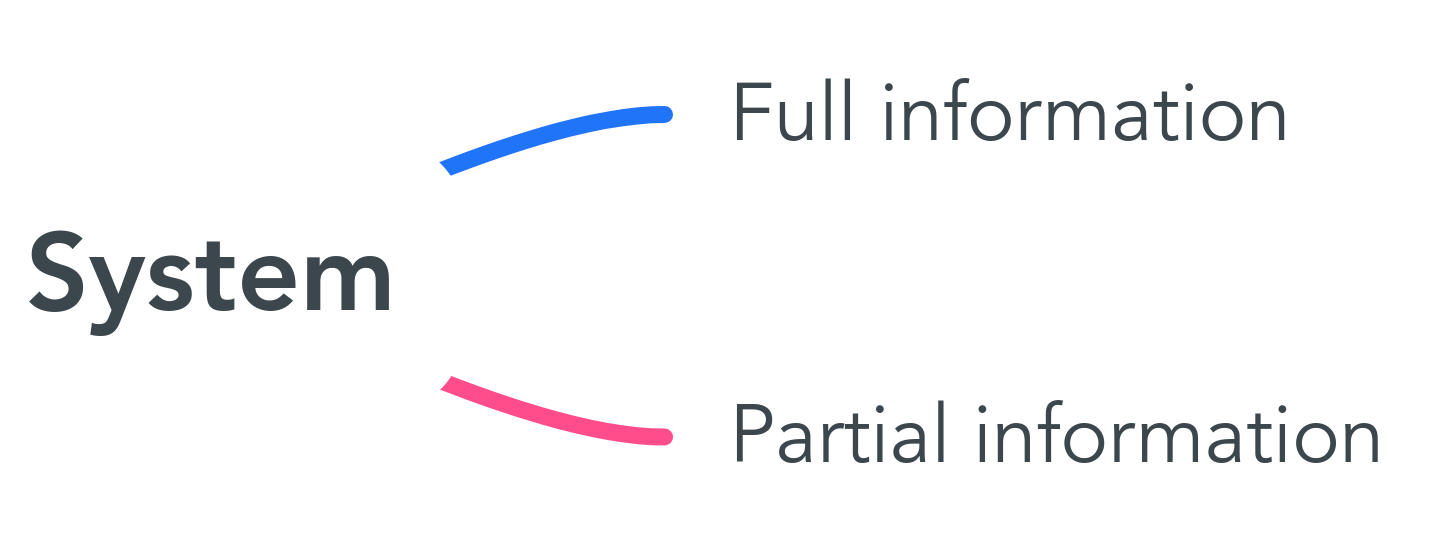 Full information
System
Partial information